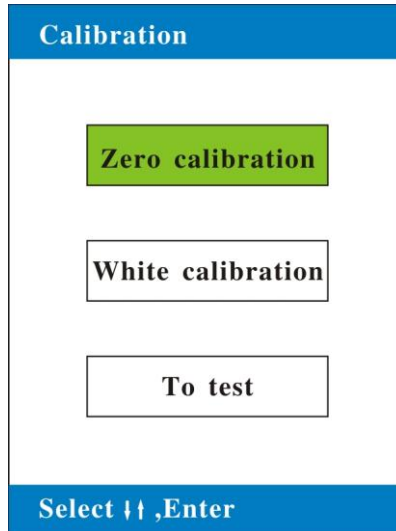 Calibration
Zero calibration
White calibration
To test
Select ↓↑ ,Enter